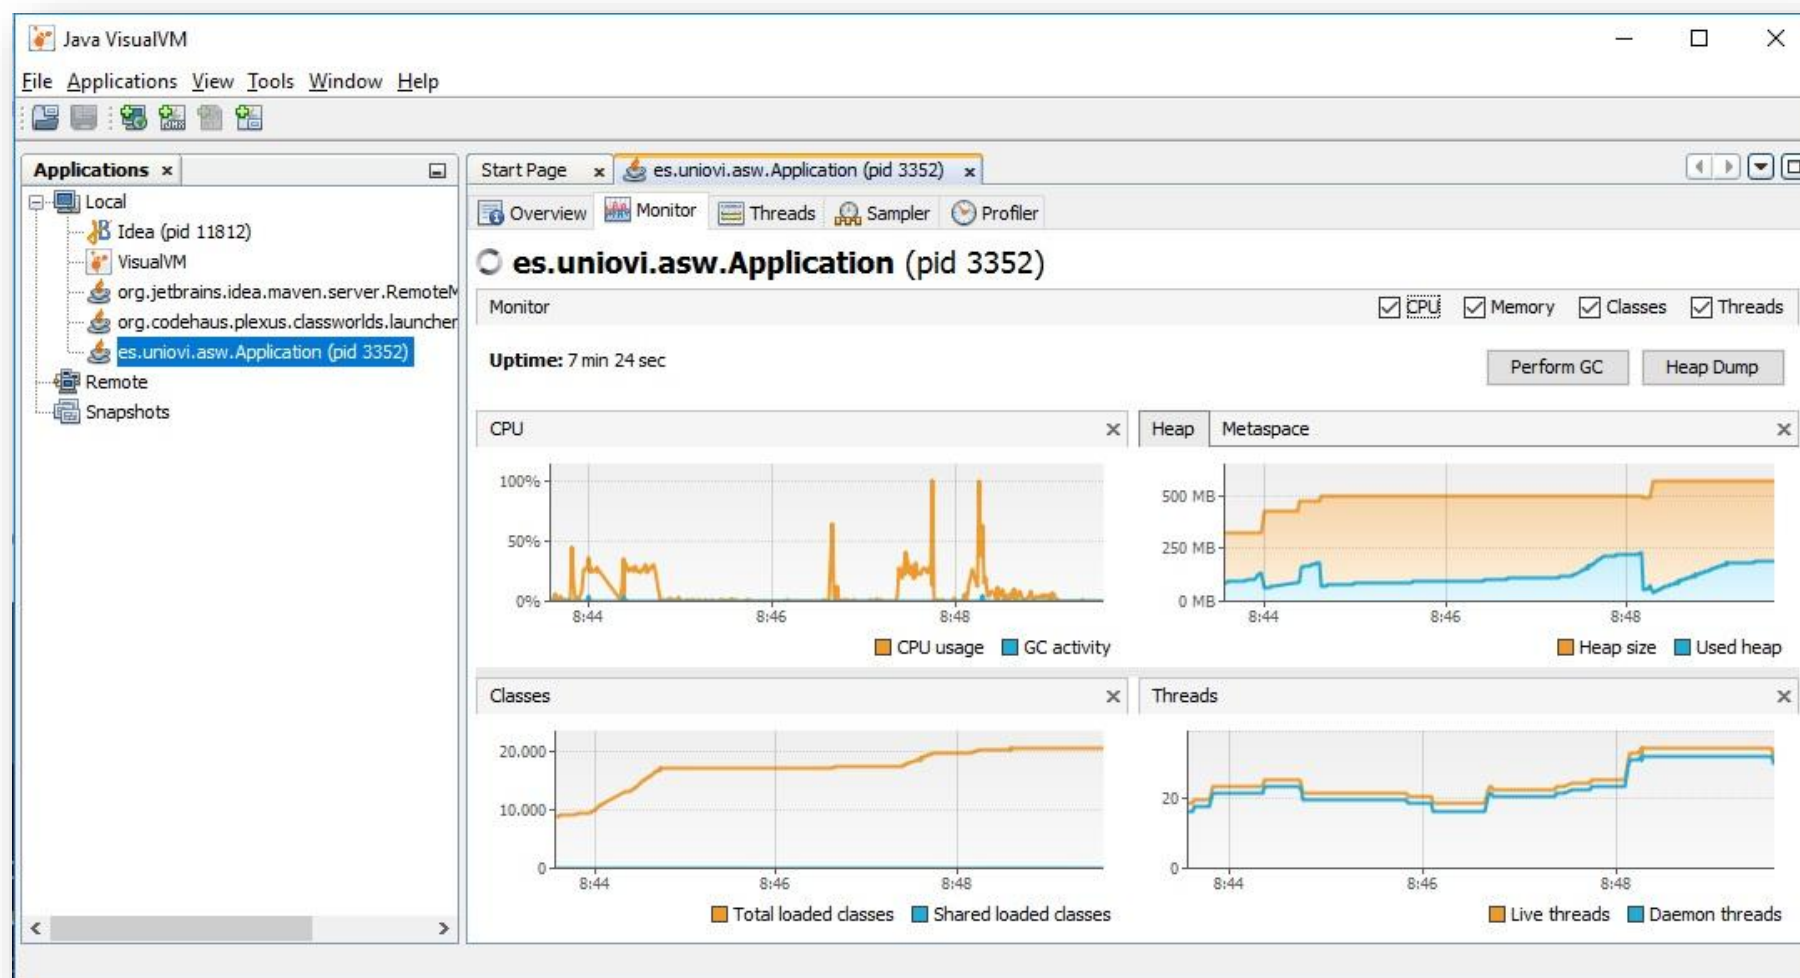 Java VisualVM
File Applications View Tools Window Help
Applications
Local
Idea (pid 11812)
VisualVM
org.jetbrains.idea.maven.server.RemoteM
org.codehaus.plexus.classworlds.launcher
es.uniovi.asw.Application (pid 3352)
Remote
Snapshots
Start Page es.uniovi.asw.Application (pid 3352)
Overview Monitor Threads Sampler Profiler
es.uniovi.asw.Application (pid 3352)
Monitor CPU Memory Classes Threads
Uptime: 7 min 24 sec Perform GC Heap Dump
CPU
100%
50%
0%
8:44 8:46 8:48
CPU usage GC activity
Heap Metaspace
500 MB
250 MB
0 MB
8:44 8:46 8:48
Heap size Used heap
Classes
20.000
10.000
0
8:44 8:46 8:48
Total loaded classes Shared loaded classes
Threads
20
0
8:44 8:46 8:48
Live threads Daemon threads